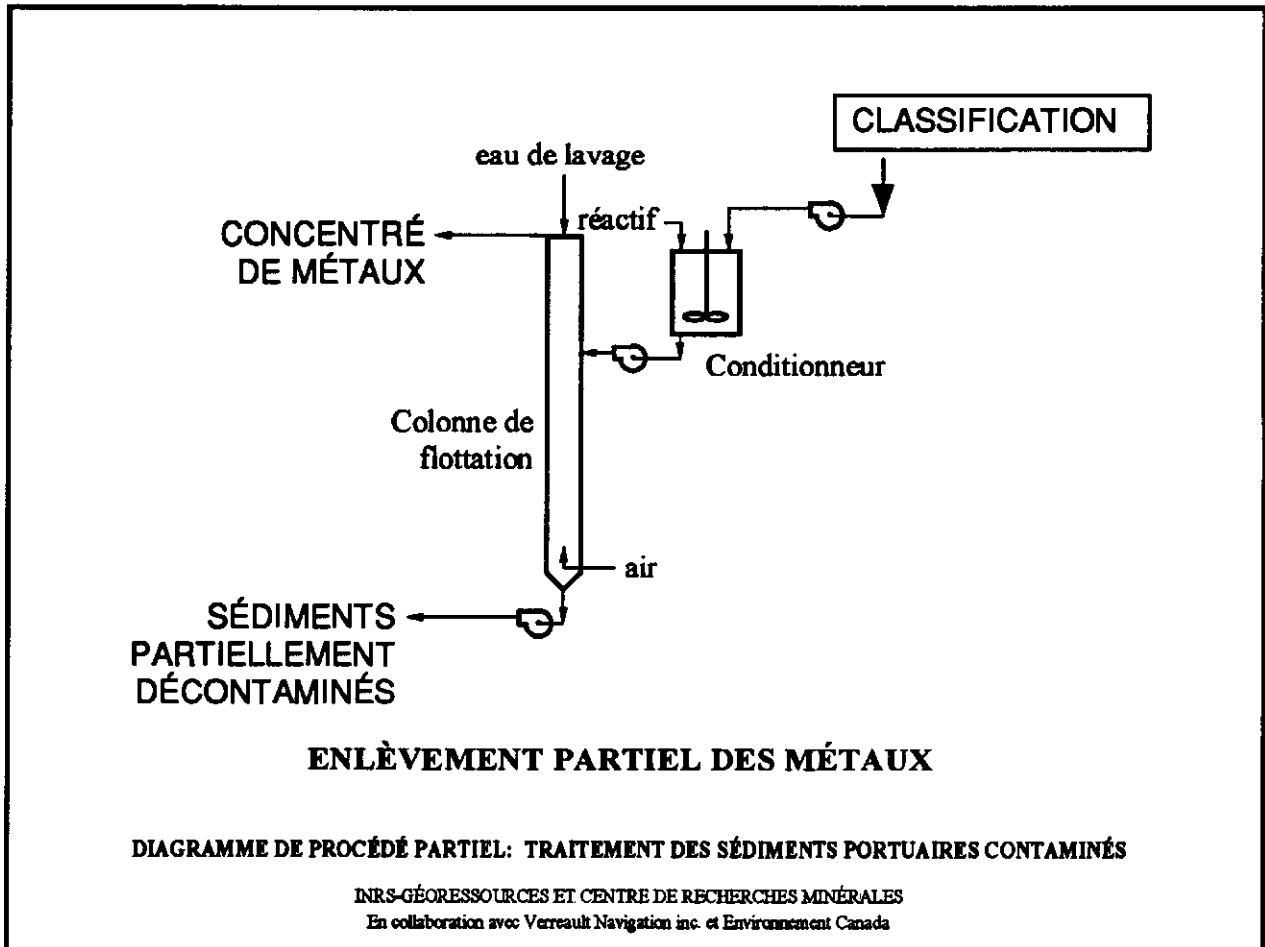 CLASSIFICATION
eau de lavage
réactif
CONCENTRÉ
DE MÉTAUX
Conditionneur
Colonne de
flottation
air
SÉDIMENTS
PARTIELLEMENT
DÉCONTAMINÉS
ENLÈVEMENT PARTIEL DES MÉTAUX
DIAGRAMME DE PROCÉDÉ PARTIEL: TRAITEMENT DES SÉDIMENTS PORTUAIRES CONTAMINÉS
INRS-GÉORESSOURCES ET CENTRE DE RECHERCHES MINÉRALES
En collaboration avec Verreault Navigation inc. et Environnement Canada